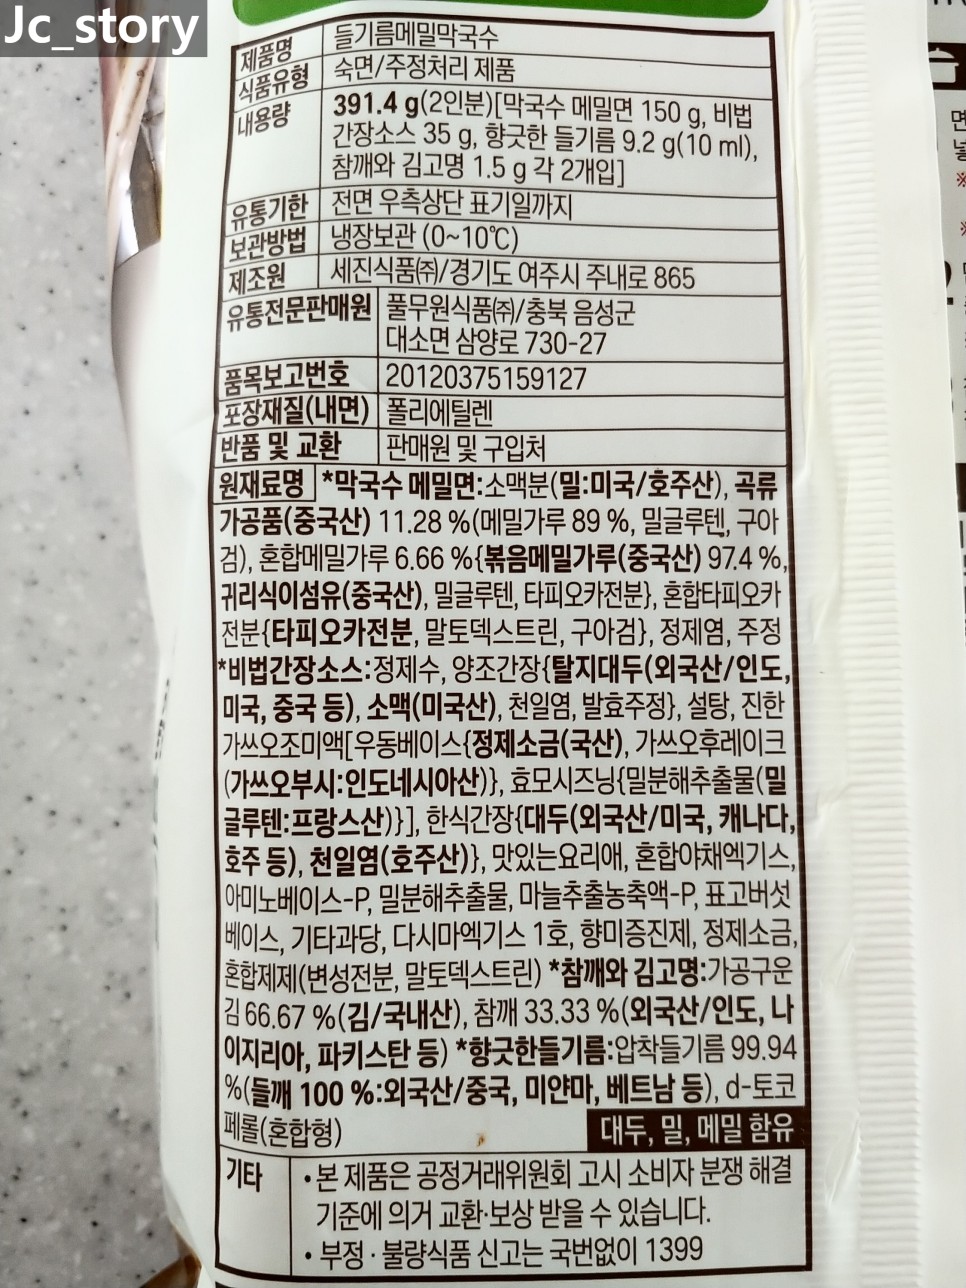 Jc_story
제품명 들기름메밀막국수
식품유형 숙면/주정처리 제품
내용량 391.4 g(2인분)[막국수 메밀면 150 g, 비법
간장소스 35 g, 향긋한 들기름 9.2 g(10 ml),
참깨와 김고명 1.5 g 각 2개입]
유통기한 전면 우측상단 표기일까지
보관방법 냉장보관 (0~10℃)
제조원 세진식품㈜/경기도 여주시 주내로 865
유통전문판매원 풀무원식품㈜/충북 음성군
대소면 삼양로 730-27
품목보고번호 20120375159127
포장재질(내면) 폴리에틸렌
반품 및 교환 판매원 및 구입처
원재료명 *막국수 메밀면:소맥분(밀:미국/호주산), 곡류
가공품(중국산) 11.28 %(메밀가루 89 %, 밀글루텐, 구아
검), 혼합메밀가루 6.66 %{볶음메밀가루(중국산) 97.4 %,
귀리식이섬유(중국산), 밀글루텐, 타피오카전분}, 혼합타피오카
전분{타피오카전분, 말토덱스트린, 구아검}, 정제염, 주정
*비법간장소스:정제수, 양조간장{탈지대두(외국산/인도,
미국, 중국 등), 소맥(미국산), 천일염, 발효주정}, 설탕, 진한
가쓰오조미액[우동베이스{정제소금(국산), 가쓰오후레이크
(가쓰오부시:인도네시아산)}, 효모시즈닝{밀분해추출물(밀
글루텐:프랑스산)}], 한식간장{대두(외국산/미국, 캐나다,
호주 등), 천일염(호주산)}, 맛있는요리애, 혼합야채엑기스,
아미노베이스-P, 밀분해추출물, 마늘추출농축액-P, 표고버섯
베이스, 기타과당, 다시마엑기스 1호, 향미증진제, 정제소금,
혼합제제(변성전분, 말토덱스트린) *참깨와 김고명:가공구운
김 66.67 %(김/국내산), 참깨 33.33 %(외국산/인도, 나
이지리아, 파키스탄 등) *향긋한들기름:압착들기름 99.94
%(들깨 100 %:외국산/중국, 미얀마, 베트남 등), d-토코
페롤(혼합형)
대두, 밀, 메밀 함유
기타 • 본 제품은 공정거래위원회 고시 소비자 분쟁 해결
기준에 의거 교환·보상 받을 수 있습니다.
• 부정·불량식품 신고는 국번없이 1399